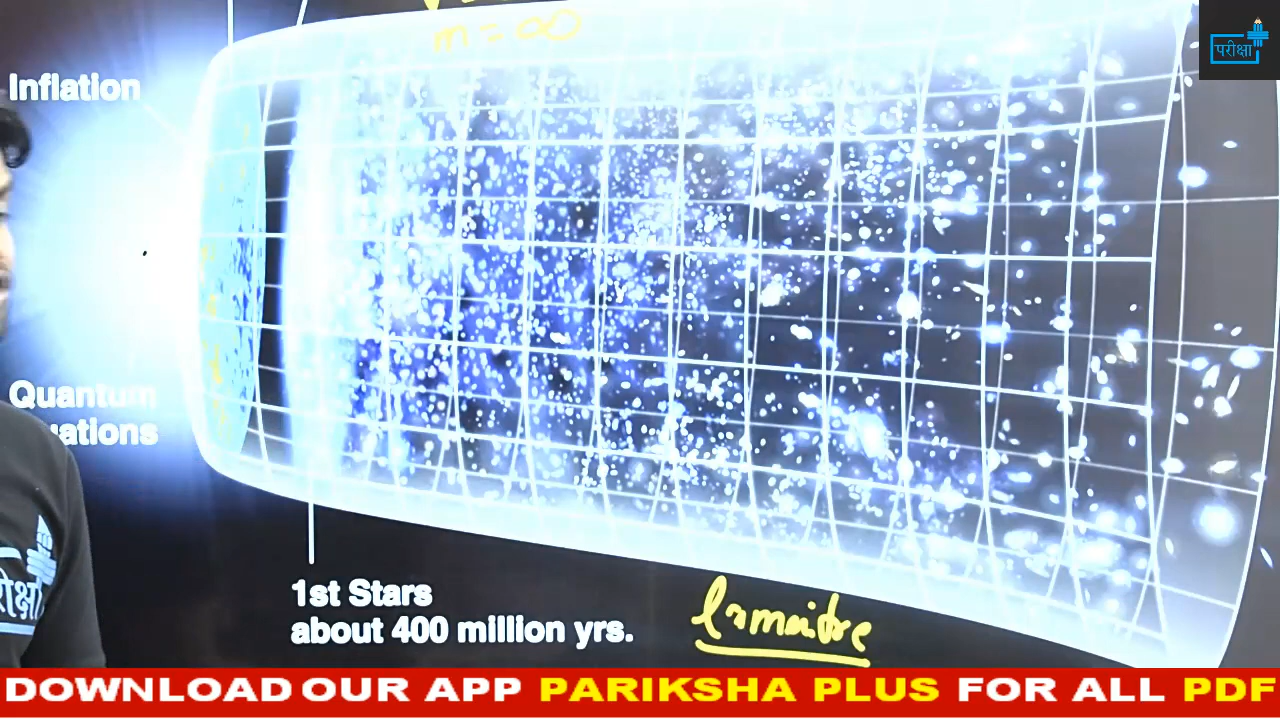 m = ∞
परीक्षा
Inflation
Quantum
uations
1st Stars
about 400 million yrs.
lemaitre
DOWNLOAD OUR APP PARIKSHA PLUS FOR ALL PDF